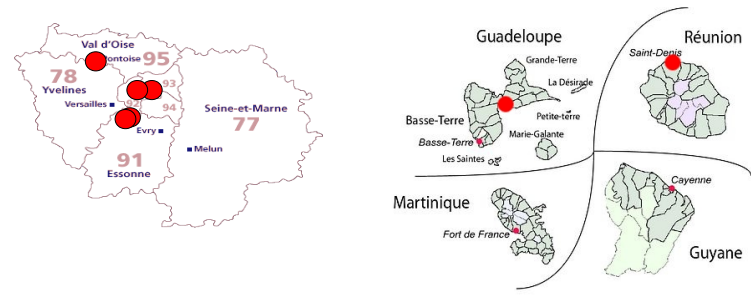 Val d'Oise
Pontoise
95
78
Yvelines
93
92
94
Versailles
Seine-et-Marne
77
Evry
Melun
91
Essonne
Guadeloupe
Grande-Terre
La Désirade
Basse-Terre
Petite-terre
Basse-Terre
Marie-Galante
Les Saintes
Réunion
Saint-Denis
Martinique
Fort de France
Cayenne
Guyane